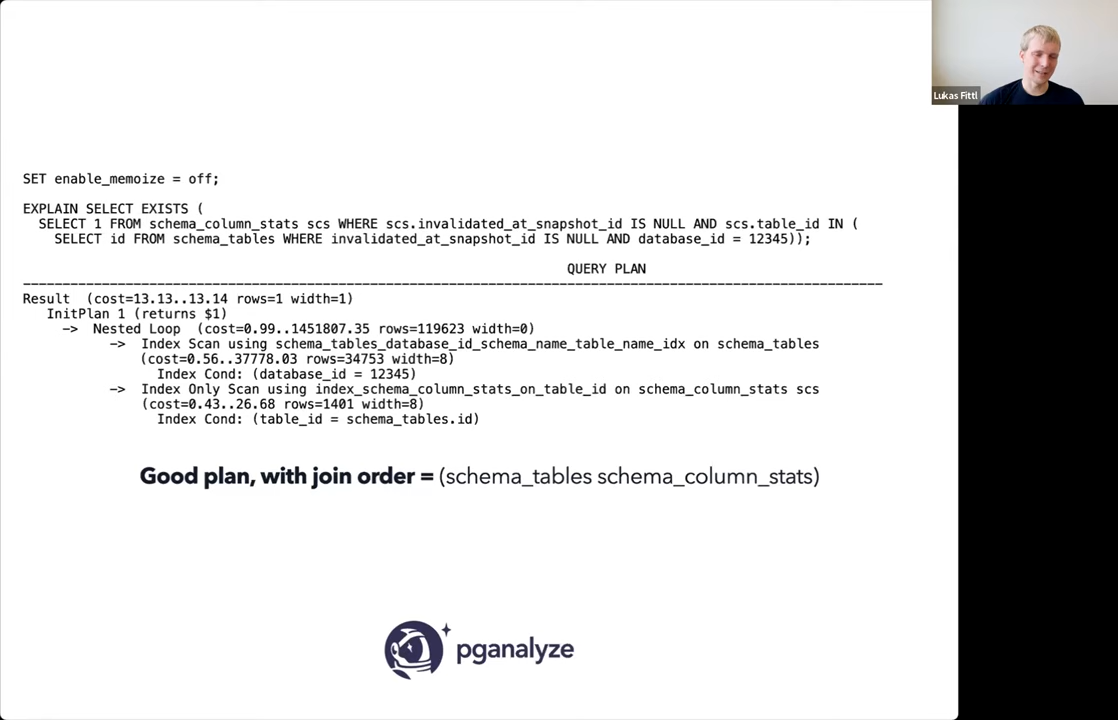 Lukas Fittl
SET enable_memoize = off;
EXPLAIN SELECT EXISTS (
SELECT 1 FROM schema_column_stats scs WHERE scs.invalidated_at_snapshot_id IS NULL AND scs.table_id IN (
SELECT id FROM schema_tables WHERE invalidated_at_snapshot_id IS NULL AND database_id = 12345));
QUERY PLAN
Result (cost=13.13..13.14 rows=1 width=1)
InitPlan 1 (returns $1)
-> Nested Loop (cost=0.99..1451807.35 rows=119623 width=0)
-> Index Scan using schema_tables_database_id_schema_name_table_name_idx on schema_tables
(cost=0.56..37778.03 rows=34753 width=8)
Index Cond: (database_id = 12345)
-> Index Only Scan using index_schema_column_stats_on_table_id on schema_column_stats scs
(cost=0.43..26.68 rows=1401 width=8)
Index Cond: (table_id = schema_tables.id)
Good plan, with join order = (schema_tables schema_column_stats)
pganalyze